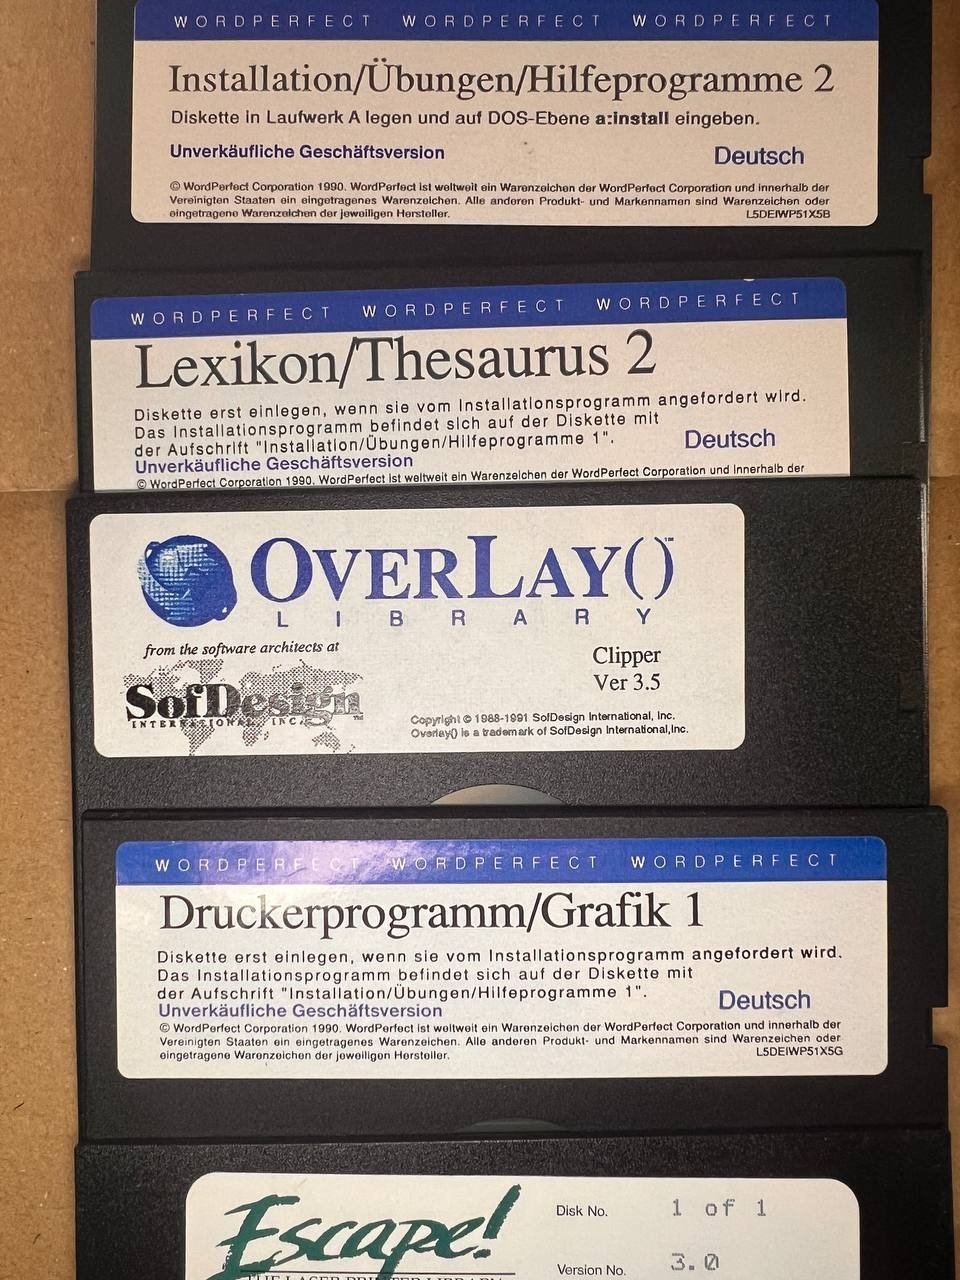 WORDPERFECT WORDPERFECT WORDPERFECT
Installation/Übungen/Hilfeprogramme 2
Diskette in Laufwerk A legen und auf DOS-Ebene a:install eingeben.
Unverkäufliche Geschäftsversion
Deutsch
© WordPerfect Corporation 1990. WordPerfect ist weltweit ein Warenzeichen der WordPerfect Corporation und innerhalb der
Vereinigten Staaten ein eingetragenes Warenzeichen. Alle anderen Produkt- und Markennamen sind Warenzeichen oder
eingetragene Warenzeichen der jeweiligen Hersteller.
L5DEIWP51X5B
WORDPERFECT WORDPERFECT WORDPERFECT
Lexikon/Thesaurus 2
Diskette erst einlegen, wenn sie vom Installationsprogramm angefordert wird.
Das Installationsprogramm befindet sich auf der Diskette mit
der Aufschrift "Installation/Übungen/Hilfeprogramme 1".
Deutsch
Unverkäufliche Geschäftsversion
© WordPerfect Corporation 1990. WordPerfect ist weltweit ein Warenzeichen der WordPerfect Corporation und innerhalb der
OVERLAY()™
LIBRARY
from the software architects at
SofDesign™
INTERNATIONAL, INC.
Clipper
Ver 3.5
Copyright © 1988-1991 SofDesign International, Inc.
Overlay() is a trademark of SofDesign International,Inc.
WORDPERFECT WORDPERFECT WORDPERFECT
Druckerprogramm/Grafik 1
Diskette erst einlegen, wenn sie vom Installationsprogramm angefordert wird.
Das Installationsprogramm befindet sich auf der Diskette mit
der Aufschrift "Installation/Übungen/Hilfeprogramme 1".
Deutsch
Unverkäufliche Geschäftsversion
© WordPerfect Corporation 1990. WordPerfect ist weltweit ein Warenzeichen der WordPerfect Corporation und innerhalb der
Vereinigten Staaten ein eingetragenes Warenzeichen. Alle anderen Produkt- und Markennamen sind Warenzeichen oder
eingetragene Warenzeichen der jeweiligen Hersteller.
L5DEIWP51X5G
Escape!
THE LASER PRINTER LIBRARY
Disk No. 1 of 1
Version No. 3.0